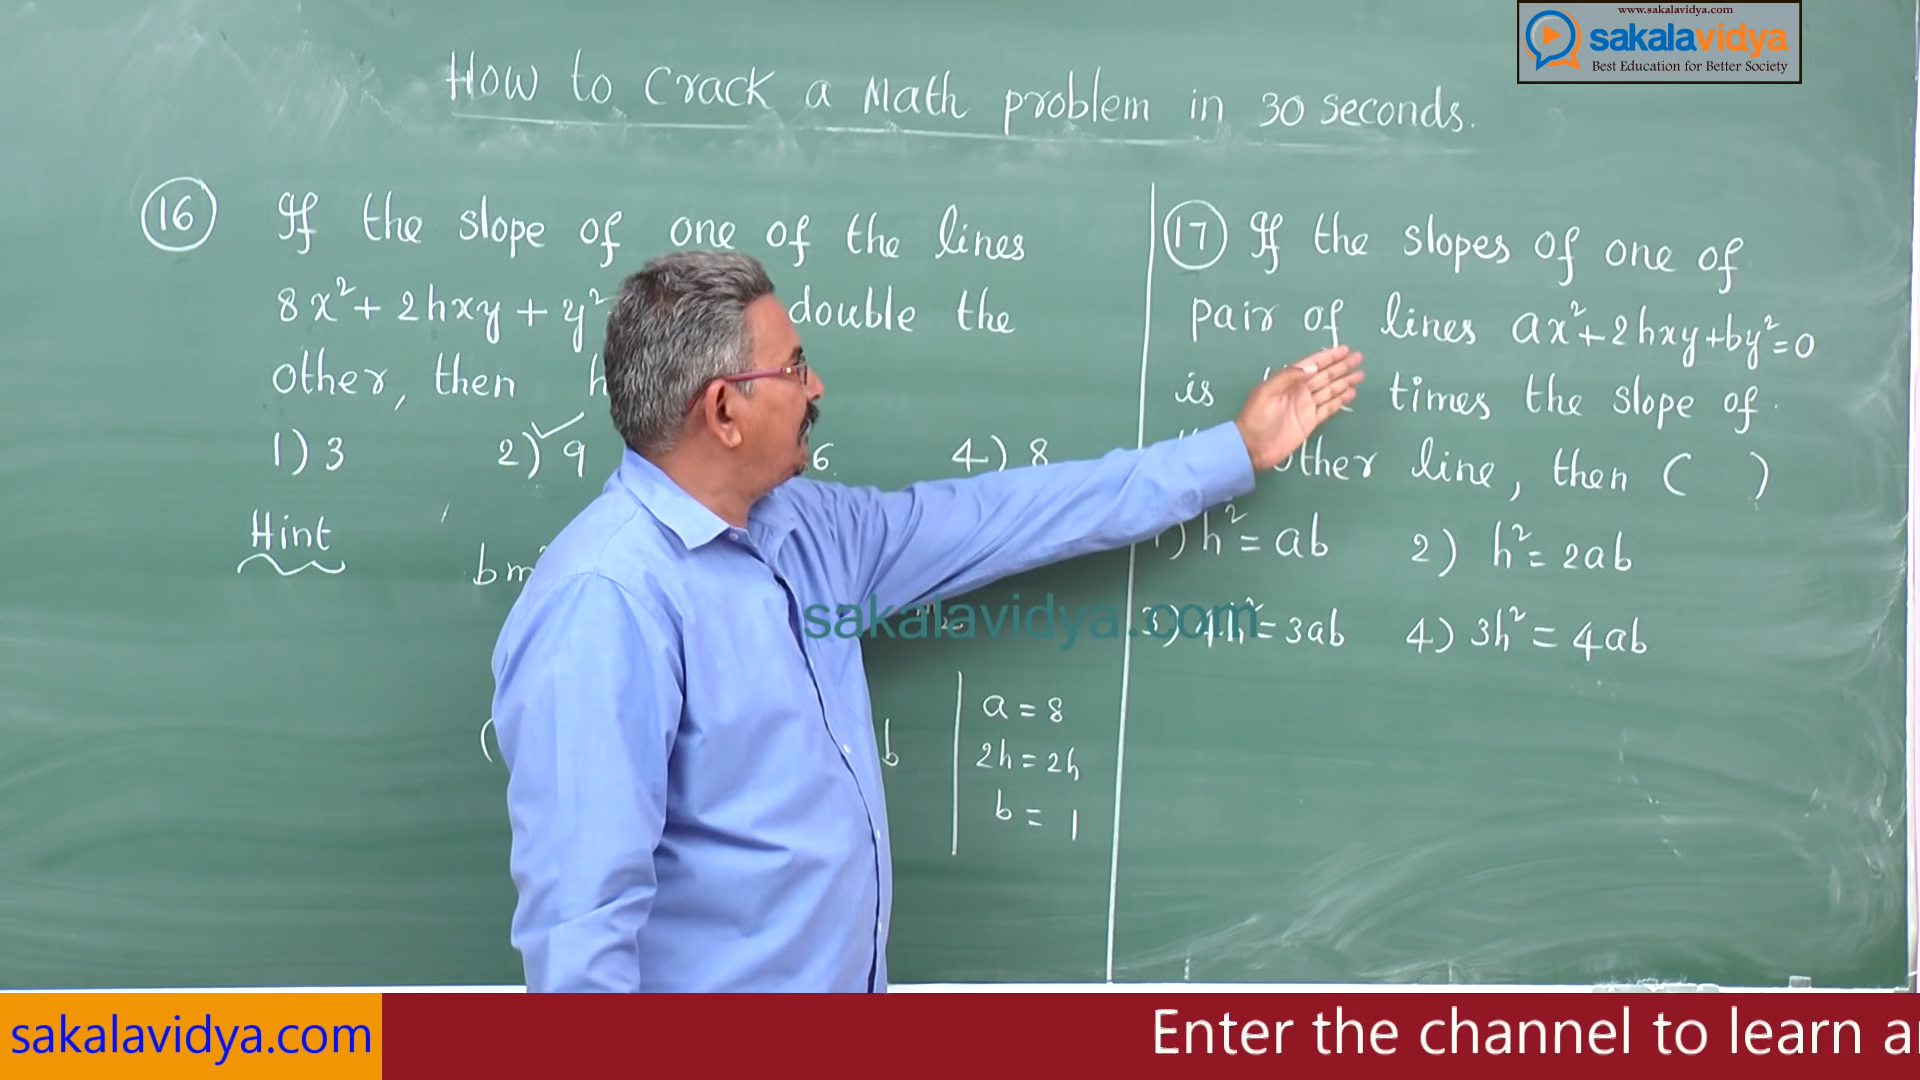 www.sakalavidya.com
sakalavidya
Best Education for Better Society
How to Crack a Math problem in 30 seconds.
16 If the slope of one of the lines
8x²+2hxy+y² double the
other, then h
1) 3 2) 9 6 4) 8
Hint
bm
( b
a = 8
2h = 2h
b = 1
17 If the slopes of one of
pair of lines ax²+2hxy+by²=0
is times the slope of
other line, then ( )
1) h² = ab 2) h² = 2ab
3) 4h² = 3ab 4) 3h² = 4ab
sakalavidya.com
sakalavidya.com
Enter the channel to learn a